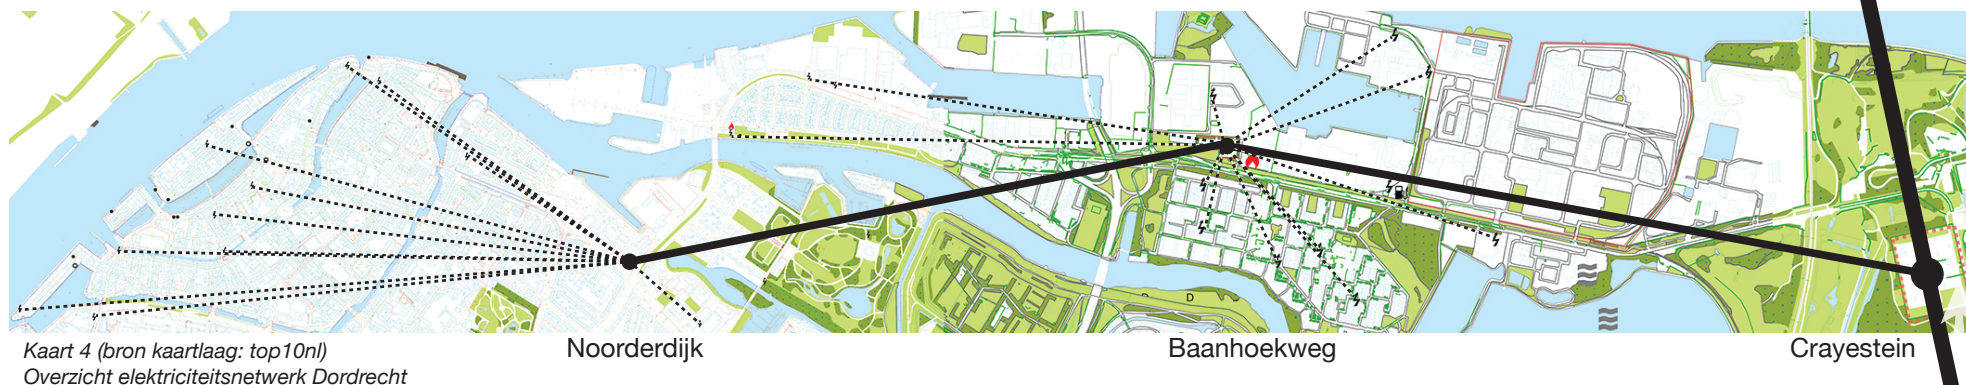 D
Noorderdijk
Baanhoekweg
Crayestein
Kaart 4 (bron kaartlaag: top10nl)
Overzicht elektriciteitsnetwerk Dordrecht